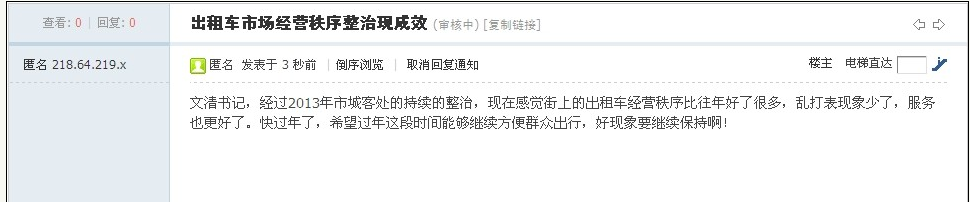 查看: 0 | 回复: 0
出租车市场经营秩序整治现成效 (审核中) [复制链接]
匿名 218.64.219.x
匿名 发表于 3 秒前 | 倒序浏览 | 取消回复通知
楼主 电梯直达
文清书记，经过2013年市城客处的持续的整治，现在感觉街上的出租车经营秩序比往年好了很多，乱打表现象少了，服务
也更好了。快过年了，希望过年这段时间能够继续方便群众出行，好现象要继续保持啊！